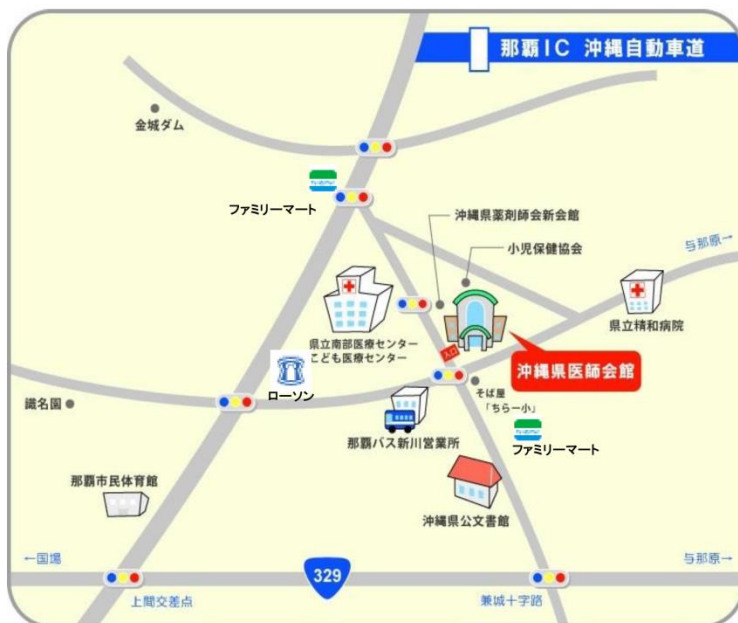 那覇IC 沖縄自動車道
金城ダム
ファミリーマート
沖縄県薬剤師会新会館
小児保健協会
与那原→
県立精和病院
県立南部医療センター
こども医療センター
入口
沖縄県医師会館
ローソン
識名園
そば屋
「ちらー小」
ファミリーマート
那覇バス新川営業所
那覇市民体育館
沖縄県公文書館
←国場
329
与那原→
上間交差点
兼城十字路